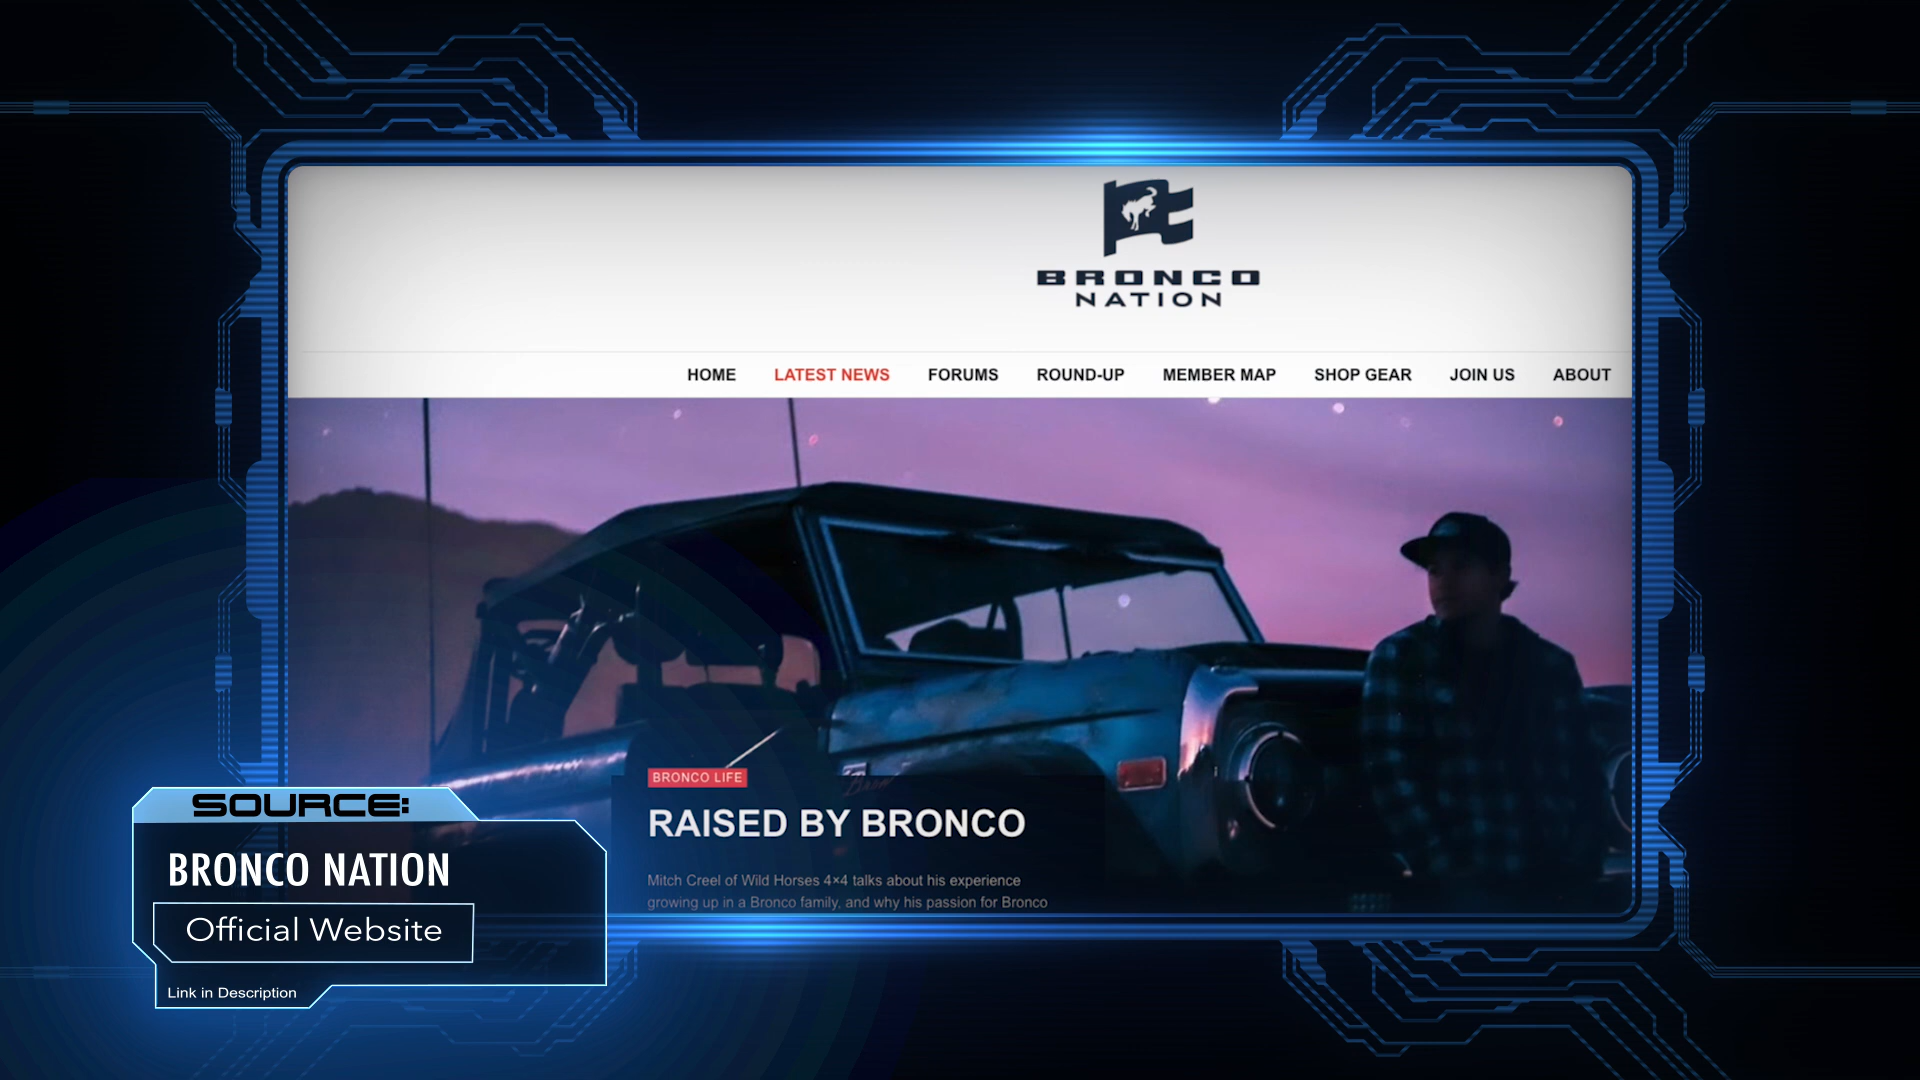 BRONCO
NATION
HOME LATEST NEWS FORUMS ROUND-UP MEMBER MAP SHOP GEAR JOIN US ABOUT
BRONCO LIFE
RAISED BY BRONCO
Mitch Creel of Wild Horses 4×4 talks about his experience
growing up in a Bronco family, and why his passion for Bronco
SOURCE:
BRONCO NATION
Official Website
Link in Description